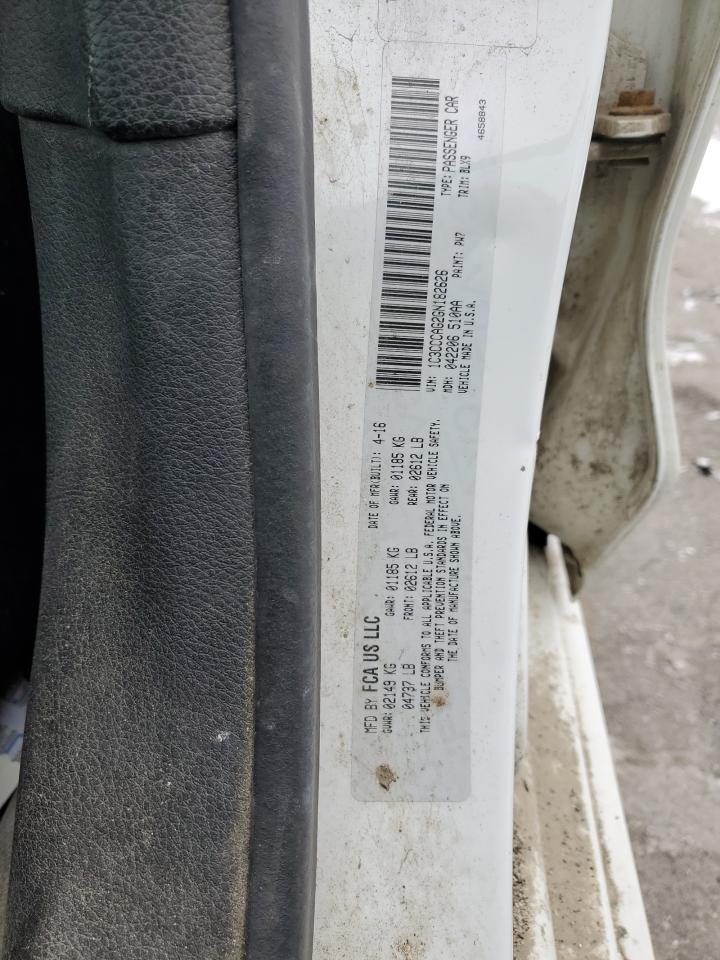 MFD BY FCA US LLC
DATE OF MFR(BUILT): 4-16
GVWR: 02149 KG GAWR: 01185 KG GAWR: 01185 KG
04737 LB FRONT: 02612 LB REAR: 02612 LB
THIS VEHICLE CONFORMS TO ALL APPLICABLE U.S.A. FEDERAL MOTOR VEHICLE SAFETY,
BUMPER AND THEFT PREVENTION STANDARDS IN EFFECT ON
THE DATE OF MANUFACTURE SHOWN ABOVE.
VIN: 1C3CCCAG2GN182626 TYPE: PASSENGER CAR
MDH: 042206 510AA PAINT: PW7 TRIM: BLX9
VEHICLE MADE IN U.S.A.
4658843